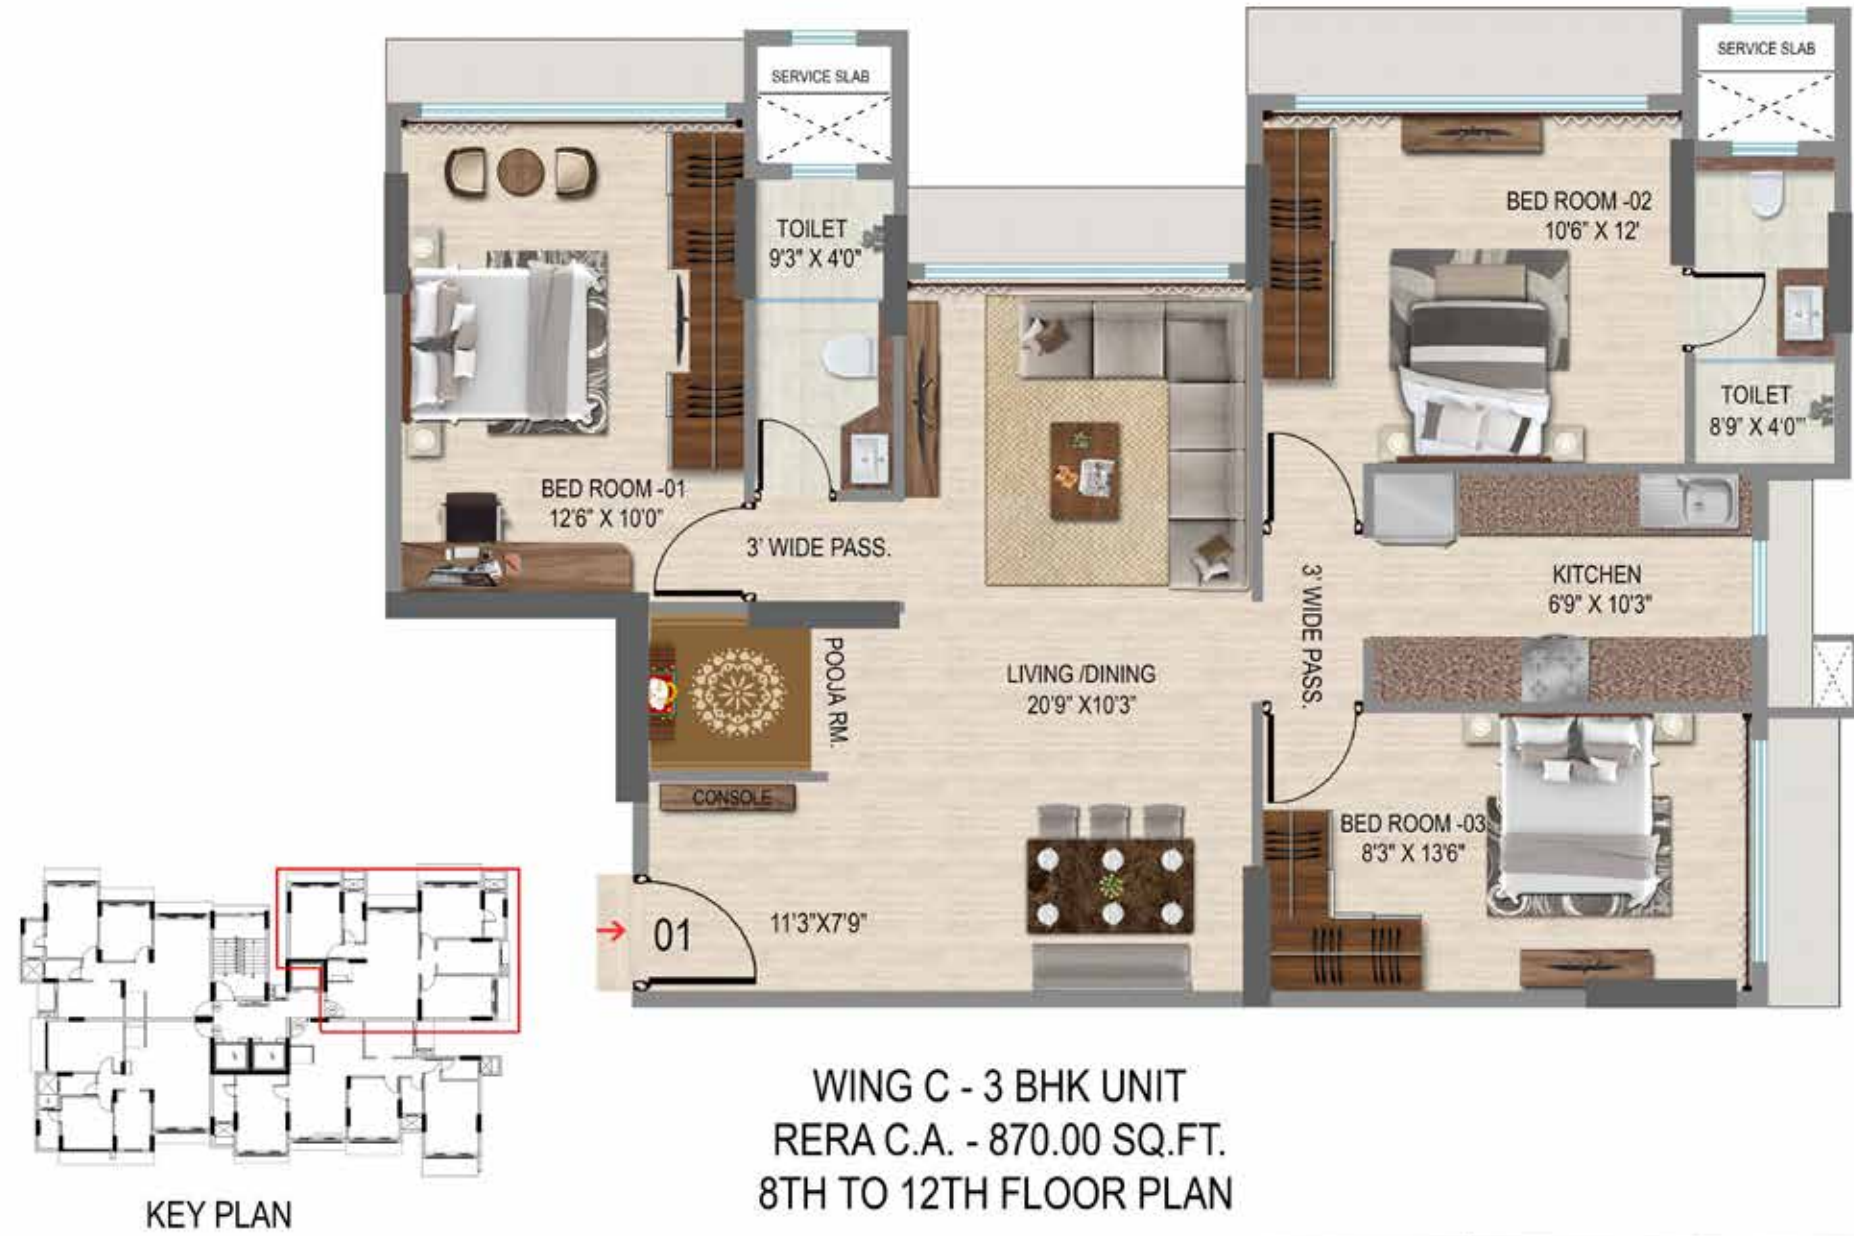 SERVICE SLAB
SERVICE SLAB
BED ROOM -02
10'6" X 12'
TOILET
9'3" X 4'0"
TOILET
8'9" X 4'0'"
BED ROOM -01
12'6" X 10'0"
3' WIDE PASS.
KITCHEN
6'9" X 10'3"
3' WIDE PASS.
POOJA RM.
LIVING /DINING
20'9" X10'3"
CONSOLE
BED ROOM -03
8'3" X 13'6"
01
11'3"X7'9"
WING C - 3 BHK UNIT
RERA C.A. - 870.00 SQ.FT.
8TH TO 12TH FLOOR PLAN
KEY PLAN